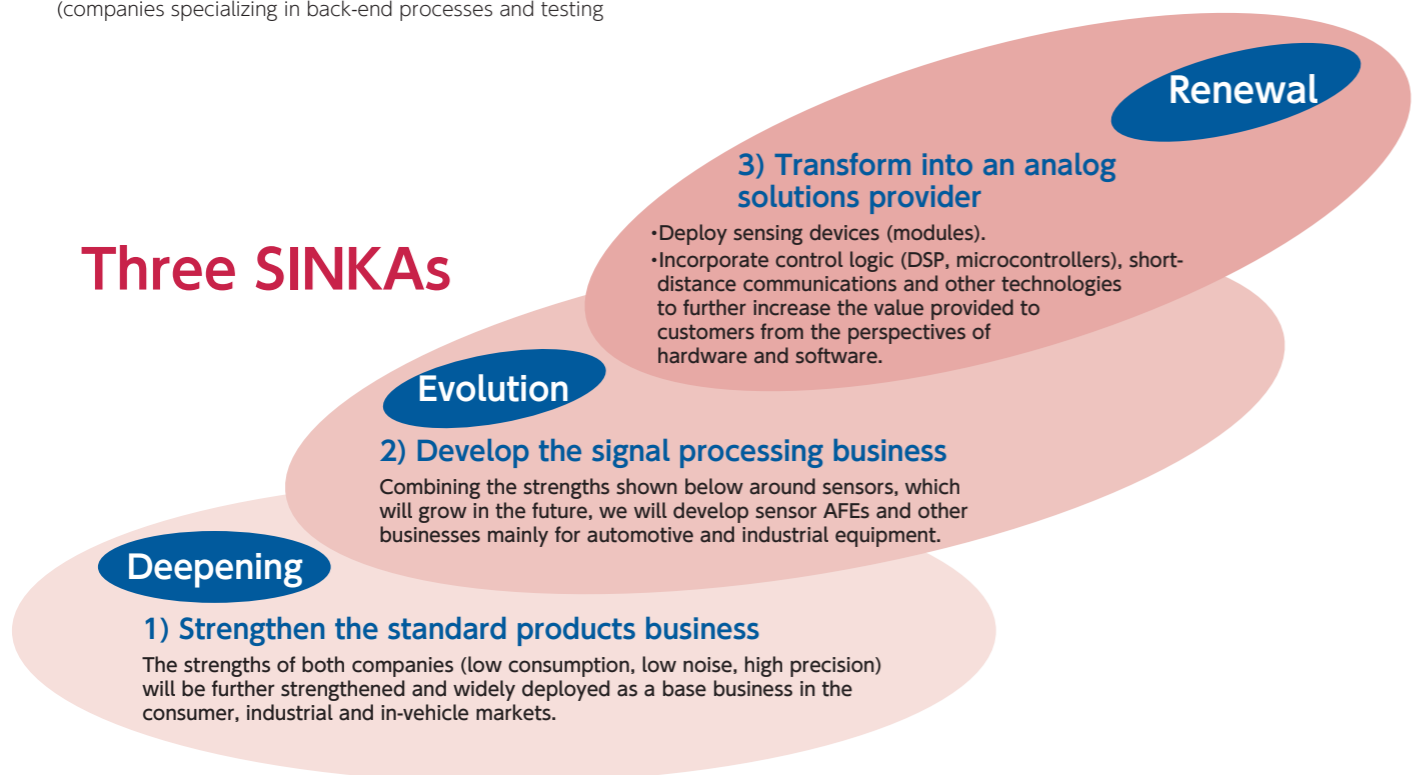 (companies specializing in back-end processes and testing
Renewal
3) Transform into an analog
solutions provider
・Deploy sensing devices (modules).
・Incorporate control logic (DSP, microcontrollers), short-
distance communications and other technologies
to further increase the value provided to
customers from the perspectives of
hardware and software.
Three SINKAs
Evolution
2) Develop the signal processing business
Combining the strengths shown below around sensors, which
will grow in the future, we will develop sensor AFEs and other
businesses mainly for automotive and industrial equipment.
Deepening
1) Strengthen the standard products business
The strengths of both companies (low consumption, low noise, high precision)
will be further strengthened and widely deployed as a base business in the
consumer, industrial and in-vehicle markets.